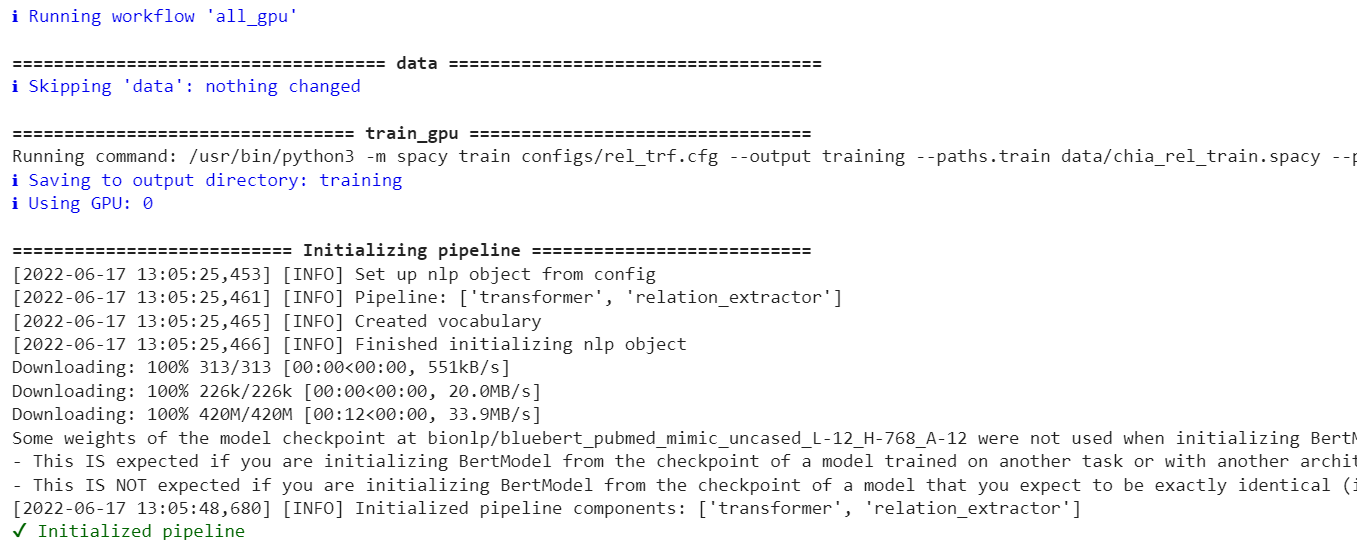 ℹ Running workflow 'all_gpu'
==================================== data ====================================
ℹ Skipping 'data': nothing changed
================================= train_gpu =================================
Running command: /usr/bin/python3 -m spacy train configs/rel_trf.cfg --output training --paths.train data/chia_rel_train.spacy --p
ℹ Saving to output directory: training
ℹ Using GPU: 0
=========================== Initializing pipeline ===========================
[2022-06-17 13:05:25,453] [INFO] Set up nlp object from config
[2022-06-17 13:05:25,461] [INFO] Pipeline: ['transformer', 'relation_extractor']
[2022-06-17 13:05:25,465] [INFO] Created vocabulary
[2022-06-17 13:05:25,466] [INFO] Finished initializing nlp object
Downloading: 100% 313/313 [00:00<00:00, 551kB/s]
Downloading: 100% 226k/226k [00:00<00:00, 20.0MB/s]
Downloading: 100% 420M/420M [00:12<00:00, 33.9MB/s]
Some weights of the model checkpoint at bionlp/bluebert_pubmed_mimic_uncased_L-12_H-768_A-12 were not used when initializing BertM
- This IS expected if you are initializing BertModel from the checkpoint of a model trained on another task or with another archit
- This IS NOT expected if you are initializing BertModel from the checkpoint of a model that you expect to be exactly identical (i
[2022-06-17 13:05:48,680] [INFO] Initialized pipeline components: ['transformer', 'relation_extractor']
✔ Initialized pipeline